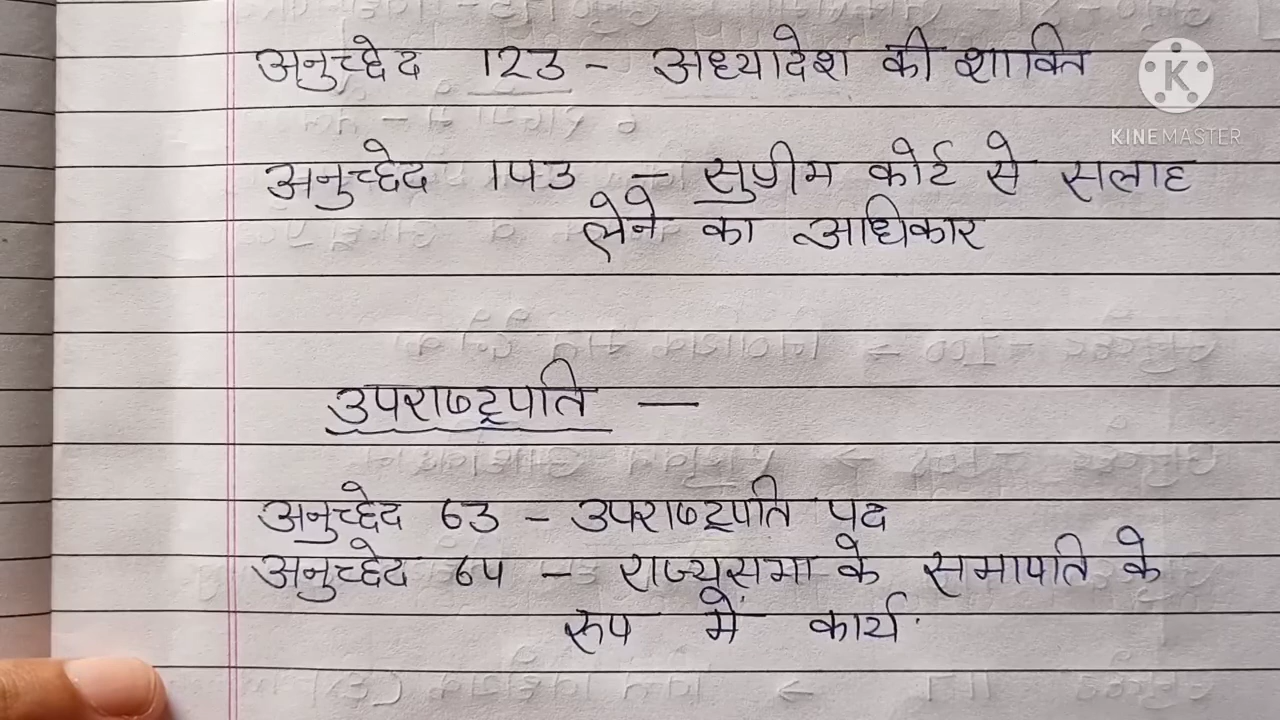 अनुच्छेद 123 - अध्यादेश की शक्ति
KINEMASTER
अनुच्छेद 143 - सुप्रीम कोर्ट से सलाह
लेने का अधिकार
उपराष्ट्रपति —
अनुच्छेद 63 - उपराष्ट्रपति पद
अनुच्छेद 64 - राज्यसभा के सभापति के
रूप में कार्य.